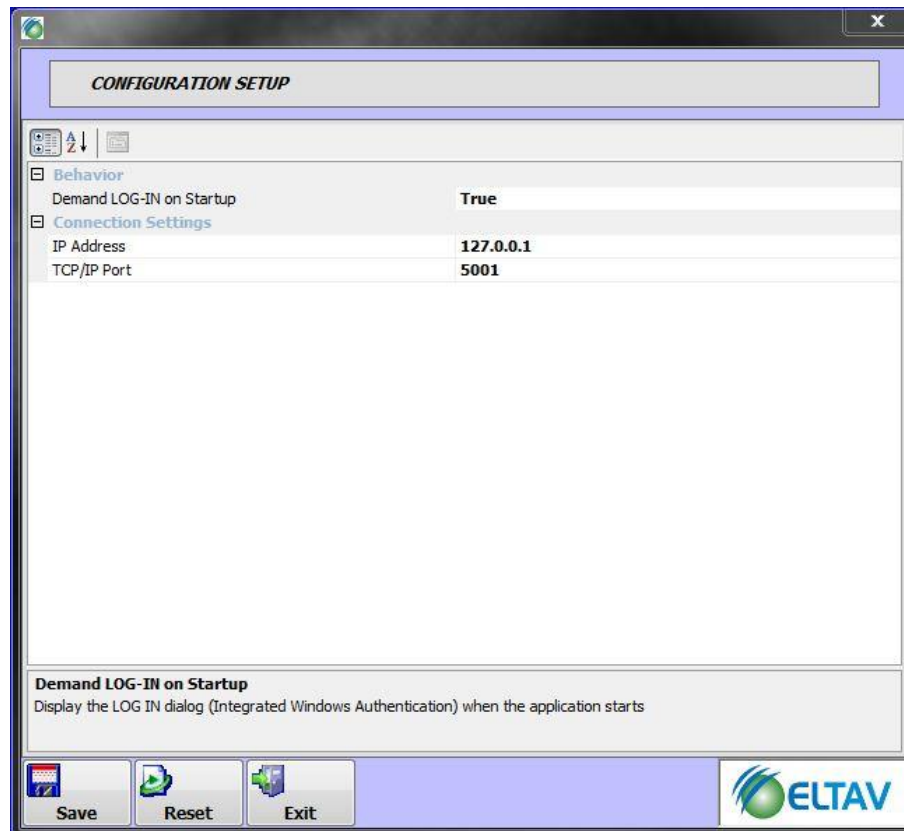 X
CONFIGURATION SETUP
A
Z
Behavior
Demand LOG-IN on Startup True
Connection Settings
IP Address 127.0.0.1
TCP/IP Port 5001
Demand LOG-IN on Startup
Display the LOG IN dialog (Integrated Windows Authentication) when the application starts
Save Reset Exit
ELTAV